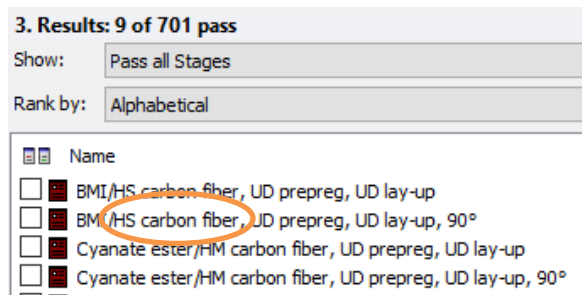 3. Results: 9 of 701 pass
Show: Pass all Stages
Rank by: Alphabetical
Name
BMI/HS carbon fiber, UD prepreg, UD lay-up
BMI/HS carbon fiber, UD prepreg, UD lay-up, 90°
Cyanate ester/HM carbon fiber, UD prepreg, UD lay-up
Cyanate ester/HM carbon fiber, UD prepreg, UD lay-up, 90°